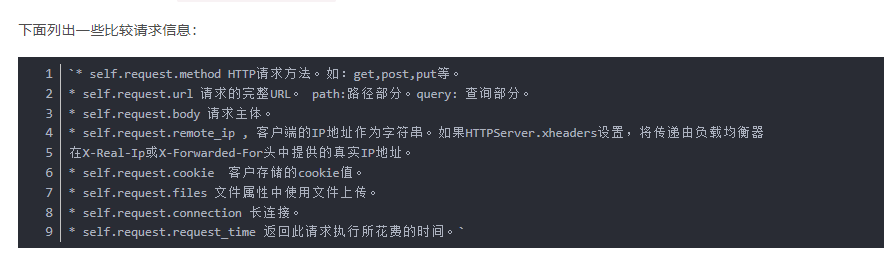 下面列出一些比较请求信息：
1 `* self.request.method HTTP请求方法。如：get,post,put等。
2 * self.request.url 请求的完整URL。 path:路径部分。query: 查询部分。
3 * self.request.body 请求主体。
4 * self.request.remote_ip , 客户端的IP地址作为字符串。如果HTTPServer.xheaders设置，将传递由负载均衡器
5 在X-Real-Ip或X-Forwarded-For头中提供的真实IP地址。
6 * self.request.cookie  客户存储的cookie值。
7 * self.request.files 文件属性中使用文件上传。
8 * self.request.connection 长连接。
9 * self.request.request_time 返回此请求执行所花费的时间。`